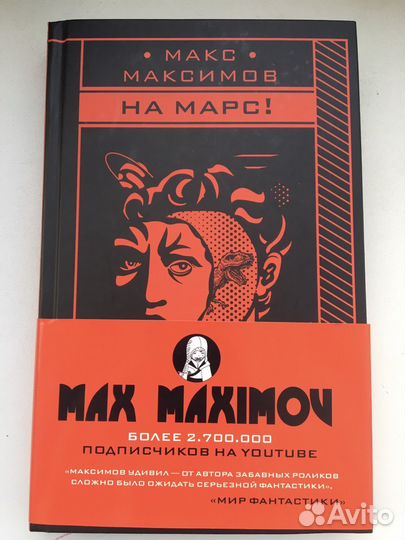 • МАКС •
МАКСИМОВ
НА МАРС!
MAX MAXIMOV
БОЛЕЕ 2.700.000
ПОДПИСЧИКОВ НА YOUTUBE
«МАКСИМОВ УДИВИЛ — ОТ АВТОРА ЗАБАВНЫХ РОЛИКОВ
СЛОЖНО БЫЛО ОЖИДАТЬ СЕРЬЕЗНОЙ ФАНТАСТИКИ».
«МИР ФАНТАСТИКИ»
Avito